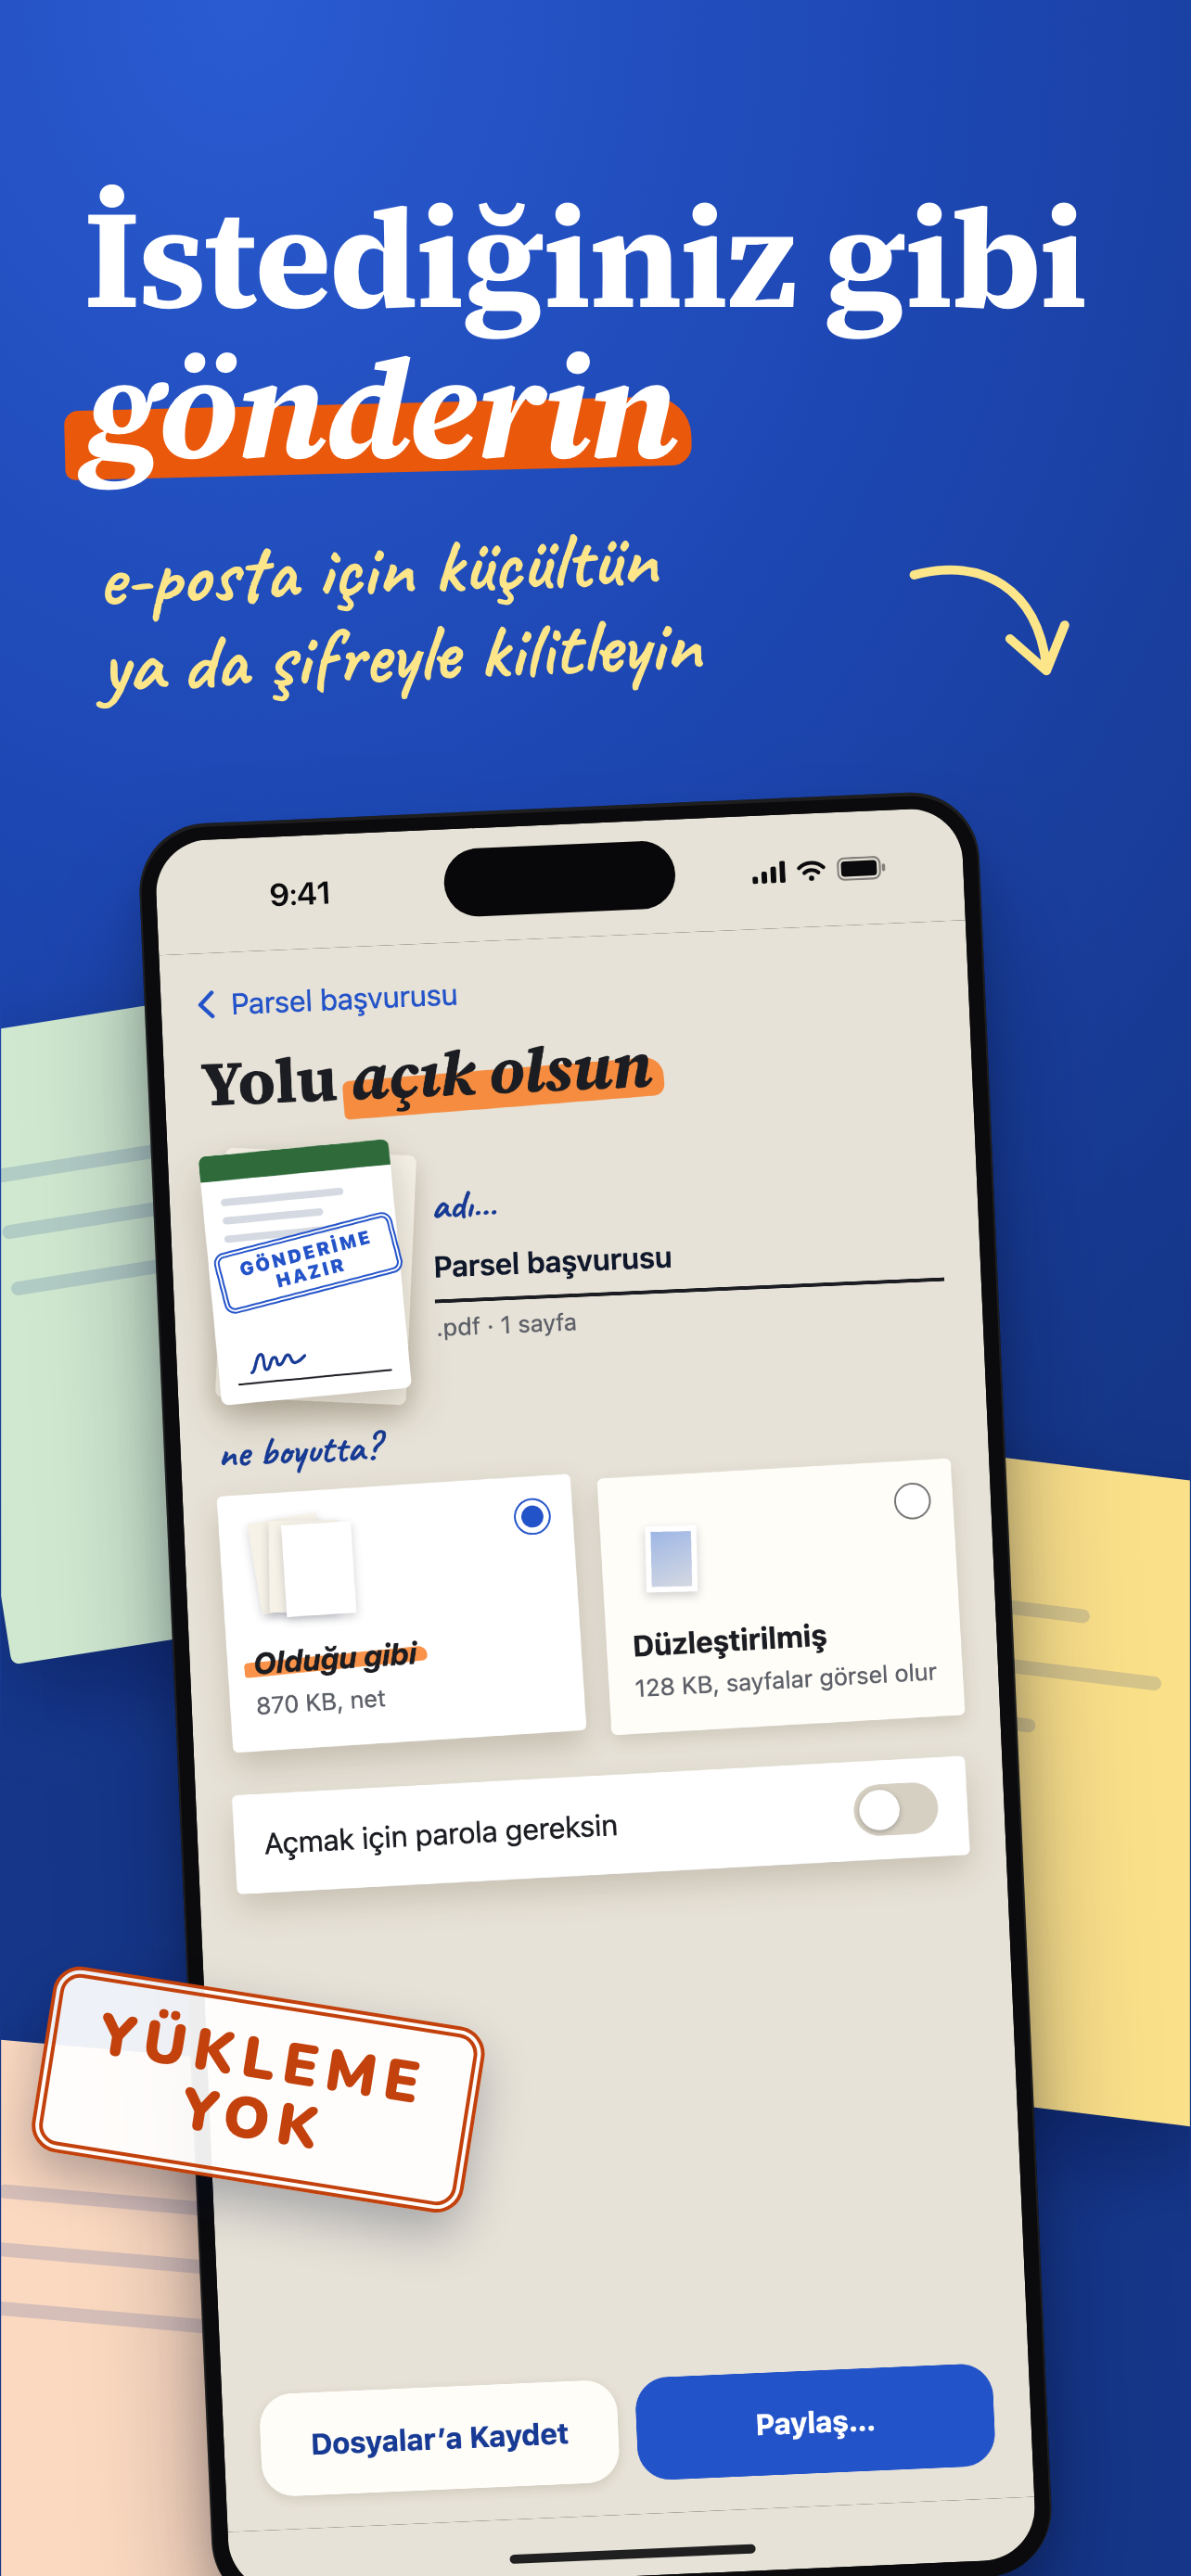 İstediğiniz gibi
gönderin
e-posta için küçültün
ya da şifreyle kilitleyin
9:41
Parsel başvurusu
Yolu açık olsun
GÖNDERİME
HAZIR
adı...
Parsel başvurusu
.pdf · 1 sayfa
ne boyutta?
Olduğu gibi
870 KB, net
Düzleştirilmiş
128 KB, sayfalar görsel olur
Açmak için parola gereksin
YÜKLEME
YOK
Dosyalar’a Kaydet
Paylaş...